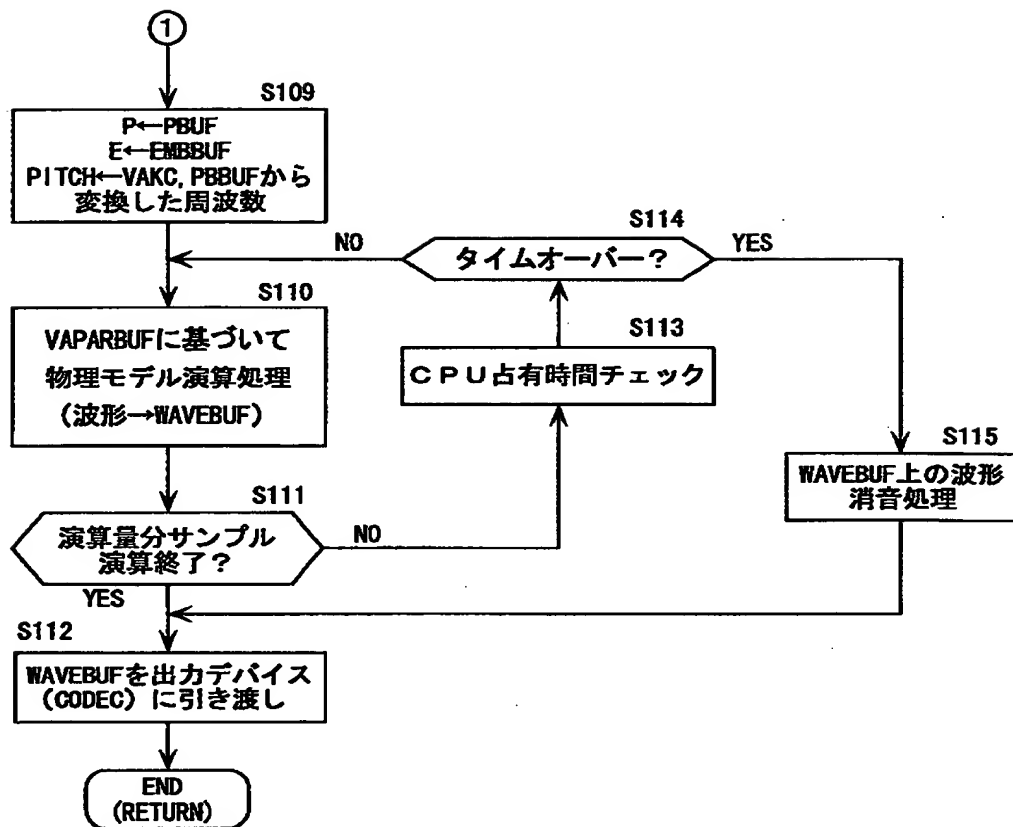 1
S109
P←PBUF
E←EMBBUF
PITCH←VAKC, PBBUFから
変換した周波数
S114
NO
タイムオーバー?
YES
S110
VAPARBUFに基づいて
物理モデル演算処理
(波形→WAVEBUF)
S113
CPU占有時間チェック
S115
WAVEBUF上の波形
消音処理
S111
演算量分サンプル
演算終了?
NO
YES
S112
WAVEBUFを出力デバイス
(CODEC)に引き渡し
END
(RETURN)